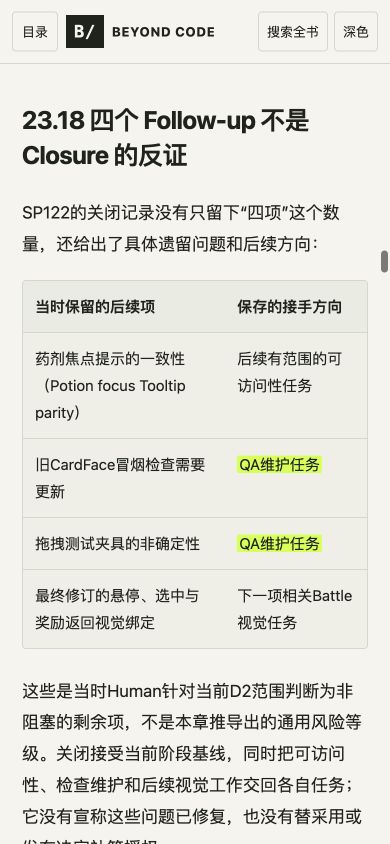 目录
B/ BEYOND CODE
搜索全书
深色
23.18 四个 Follow-up 不是
Closure 的反证
SP122的关闭记录没有只留下“四项”这个数
量，还给出了具体遗留问题和后续方向：
当时保留的后续项
保存的接手方向
药剂焦点提示的一致性
（Potion focus Tooltip
parity）
后续有范围的可
访问性任务
旧CardFace冒烟检查需要
更新
QA维护任务
拖拽测试夹具的非确定性
QA维护任务
最终修订的悬停、选中与
奖励返回视觉绑定
下一项相关Battle
视觉任务
这些是当时Human针对当前D2范围判断为非
阻塞的剩余项，不是本章推导出的通用风险等
级。关闭接受当前阶段基线，同时把可访问
性、检查维护和后续视觉工作交回各自任务；
它没有宣称这些问题已修复，也没有替采用或